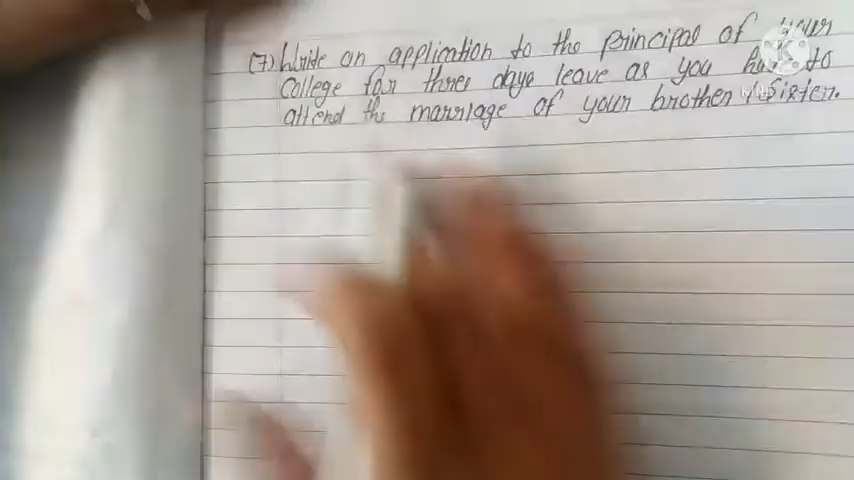 (7) Write an application to the principal of your
College for three days leave as you have to
attend the marriage of your brother / Sister.